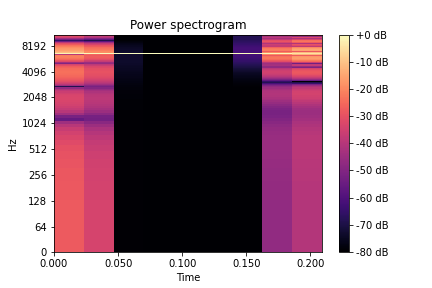 Power spectrogram
8192
4096
2048
1024
512
256
128
64
0
Hz
0.000 0.050 0.100 0.150 0.200
Time
+0 dB
-10 dB
-20 dB
-30 dB
-40 dB
-50 dB
-60 dB
-70 dB
-80 dB